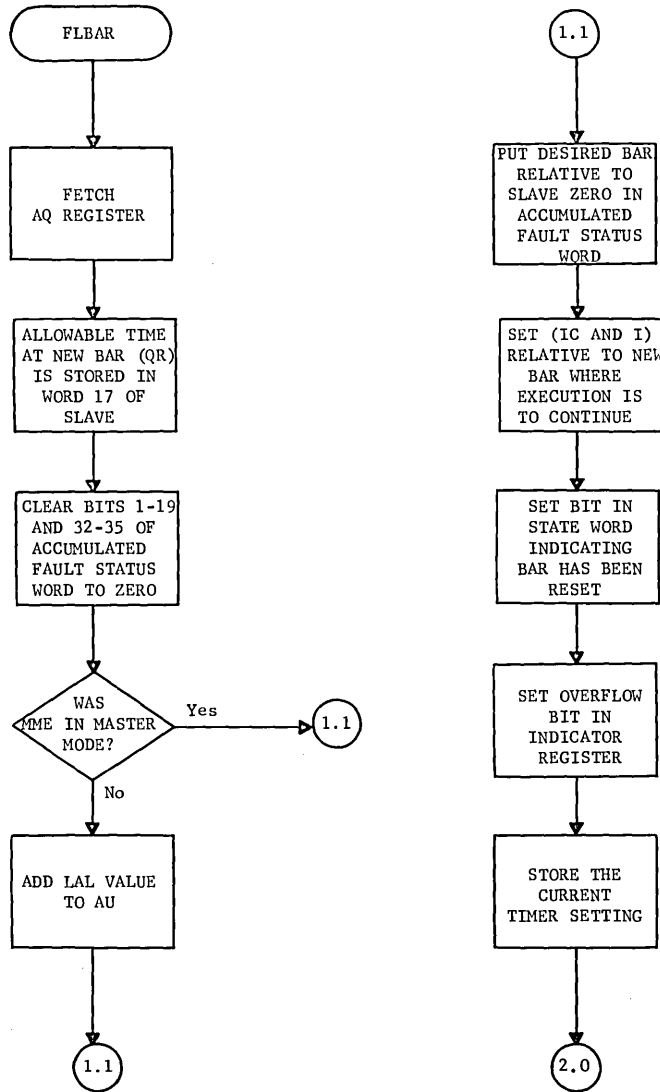 FLBAR
FETCH
AQ REGISTER
ALLOWABLE TIME
AT NEW BAR (QR)
IS STORED IN
WORD 17 OF
SLAVE
CLEAR BITS 1-19
AND 32-35 OF
ACCUMULATED
FAULT STATUS
WORD TO ZERO
WAS
MME IN MASTER
MODE?
Yes
1.1
No
ADD LAL VALUE
TO AU
1.1
1.1
PUT DESIRED BAR
RELATIVE TO
SLAVE ZERO IN
ACCUMULATED
FAULT STATUS
WORD
SET (IC AND I)
RELATIVE TO NEW
BAR WHERE
EXECUTION IS
TO CONTINUE
SET BIT IN
STATE WORD
INDICATING
BAR HAS BEEN
RESET
SET OVERFLOW
BIT IN
INDICATOR
REGISTER
STORE THE
CURRENT
TIMER SETTING
2.0